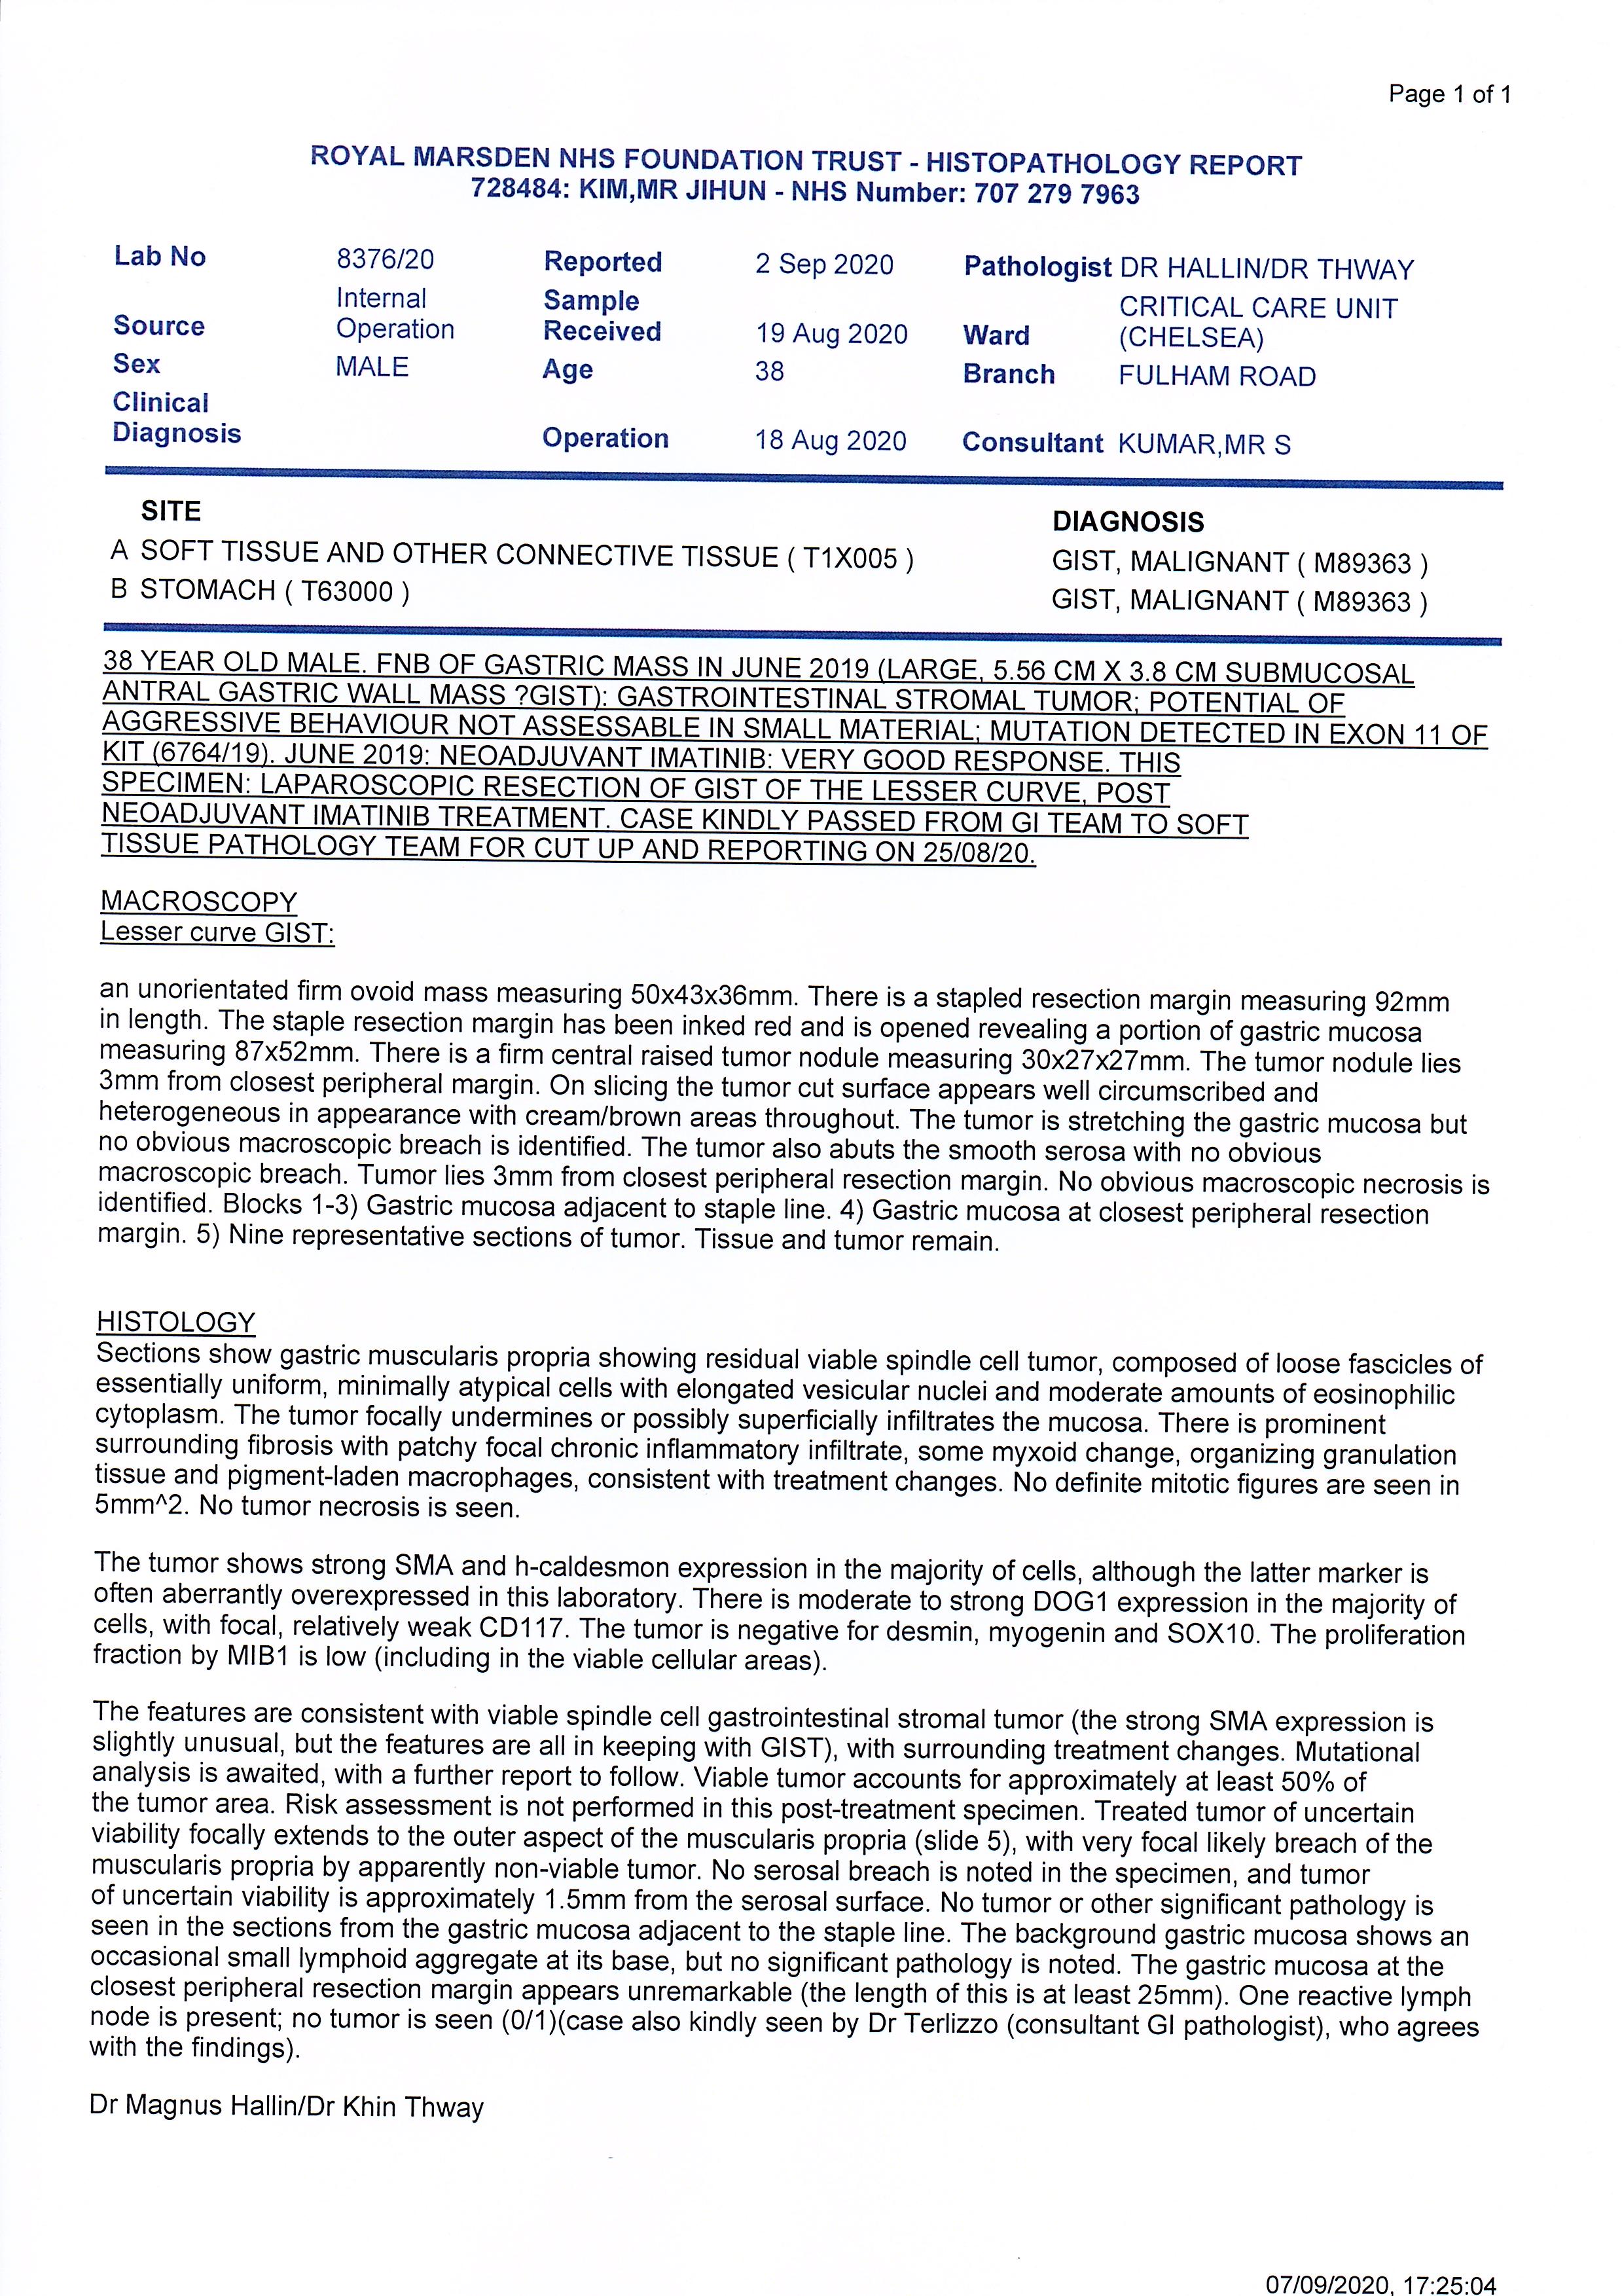 Page 1 of 1
ROYAL MARSDEN NHS FOUNDATION TRUST - HISTOPATHOLOGY REPORT
728484: KIM,MR JIHUN - NHS Number: 707 279 7963
Lab No 8376/20 Reported 2 Sep 2020 Pathologist DR HALLIN/DR THWAY
Source Internal Operation Sample Received 19 Aug 2020 Ward CRITICAL CARE UNIT (CHELSEA)
Sex MALE Age 38 Branch FULHAM ROAD
Clinical Diagnosis Operation 18 Aug 2020 Consultant KUMAR,MR S
SITE DIAGNOSIS
A SOFT TISSUE AND OTHER CONNECTIVE TISSUE ( T1X005 ) GIST, MALIGNANT ( M89363 )
B STOMACH ( T63000 ) GIST, MALIGNANT ( M89363 )
38 YEAR OLD MALE. FNB OF GASTRIC MASS IN JUNE 2019 (LARGE, 5.56 CM X 3.8 CM SUBMUCOSAL
ANTRAL GASTRIC WALL MASS ?GIST): GASTROINTESTINAL STROMAL TUMOR; POTENTIAL OF
AGGRESSIVE BEHAVIOUR NOT ASSESSABLE IN SMALL MATERIAL; MUTATION DETECTED IN EXON 11 OF
KIT (6764/19). JUNE 2019: NEOADJUVANT IMATINIB: VERY GOOD RESPONSE. THIS
SPECIMEN: LAPAROSCOPIC RESECTION OF GIST OF THE LESSER CURVE, POST
NEOADJUVANT IMATINIB TREATMENT. CASE KINDLY PASSED FROM GI TEAM TO SOFT
TISSUE PATHOLOGY TEAM FOR CUT UP AND REPORTING ON 25/08/20.
MACROSCOPY
Lesser curve GIST:
an unorientated firm ovoid mass measuring 50x43x36mm. There is a stapled resection margin measuring 92mm
in length. The staple resection margin has been inked red and is opened revealing a portion of gastric mucosa
measuring 87x52mm. There is a firm central raised tumor nodule measuring 30x27x27mm. The tumor nodule lies
3mm from closest peripheral margin. On slicing the tumor cut surface appears well circumscribed and
heterogeneous in appearance with cream/brown areas throughout. The tumor is stretching the gastric mucosa but
no obvious macroscopic breach is identified. The tumor also abuts the smooth serosa with no obvious
macroscopic breach. Tumor lies 3mm from closest peripheral resection margin. No obvious macroscopic necrosis is
identified. Blocks 1-3) Gastric mucosa adjacent to staple line. 4) Gastric mucosa at closest peripheral resection
margin. 5) Nine representative sections of tumor. Tissue and tumor remain.
HISTOLOGY
Sections show gastric muscularis propria showing residual viable spindle cell tumor, composed of loose fascicles of
essentially uniform, minimally atypical cells with elongated vesicular nuclei and moderate amounts of eosinophilic
cytoplasm. The tumor focally undermines or possibly superficially infiltrates the mucosa. There is prominent
surrounding fibrosis with patchy focal chronic inflammatory infiltrate, some myxoid change, organizing granulation
tissue and pigment-laden macrophages, consistent with treatment changes. No definite mitotic figures are seen in
5mm^2. No tumor necrosis is seen.
The tumor shows strong SMA and h-caldesmon expression in the majority of cells, although the latter marker is
often aberrantly overexpressed in this laboratory. There is moderate to strong DOG1 expression in the majority of
cells, with focal, relatively weak CD117. The tumor is negative for desmin, myogenin and SOX10. The proliferation
fraction by MIB1 is low (including in the viable cellular areas).
The features are consistent with viable spindle cell gastrointestinal stromal tumor (the strong SMA expression is
slightly unusual, but the features are all in keeping with GIST), with surrounding treatment changes. Mutational
analysis is awaited, with a further report to follow. Viable tumor accounts for approximately at least 50% of
the tumor area. Risk assessment is not performed in this post-treatment specimen. Treated tumor of uncertain
viability focally extends to the outer aspect of the muscularis propria (slide 5), with very focal likely breach of the
muscularis propria by apparently non-viable tumor. No serosal breach is noted in the specimen, and tumor
of uncertain viability is approximately 1.5mm from the serosal surface. No tumor or other significant pathology is
seen in the sections from the gastric mucosa adjacent to the staple line. The background gastric mucosa shows an
occasional small lymphoid aggregate at its base, but no significant pathology is noted. The gastric mucosa at the
closest peripheral resection margin appears unremarkable (the length of this is at least 25mm). One reactive lymph
node is present; no tumor is seen (0/1)(case also kindly seen by Dr Terlizzo (consultant GI pathologist), who agrees
with the findings).
Dr Magnus Hallin/Dr Khin Thway
07/09/2020, 17:25:04